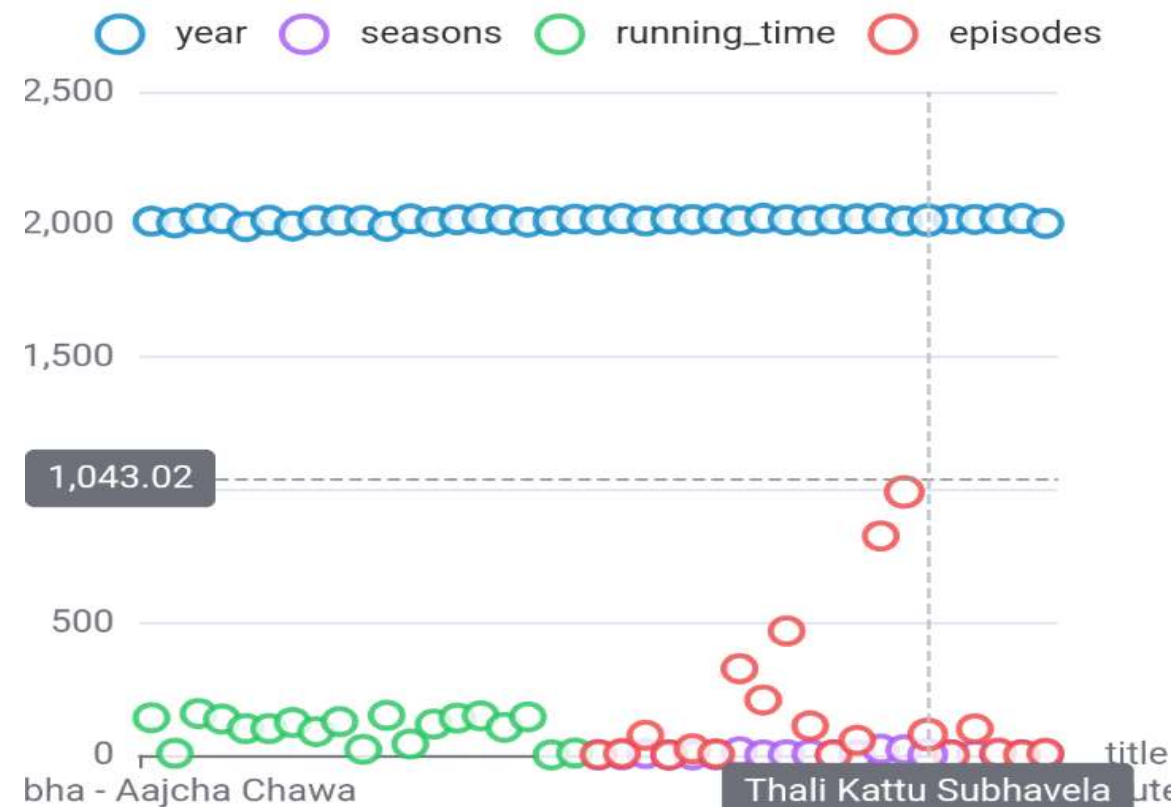 year seasons running_time episodes
2,500
2,000
1,500
1,043.02
500
0
title
bha - Aajcha Chawa Thali Kattu Subhavela ute